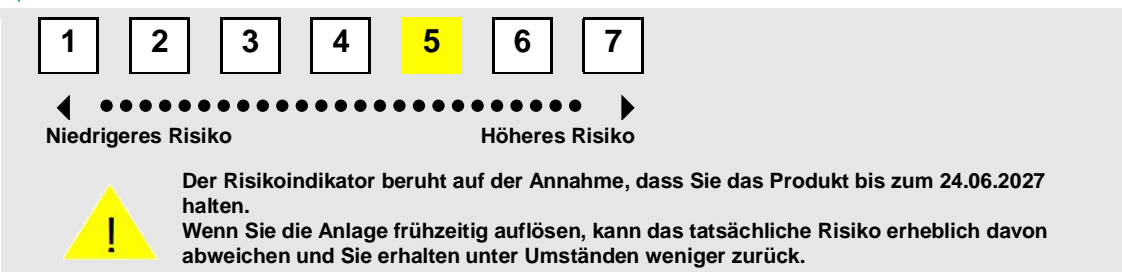 1 2 3 4 5 6 7
Niedrigeres Risiko Höheres Risiko
Der Risikoindikator beruht auf der Annahme, dass Sie das Produkt bis zum 24.06.2027
halten.
Wenn Sie die Anlage frühzeitig auflösen, kann das tatsächliche Risiko erheblich davon
! abweichen und Sie erhalten unter Umständen weniger zurück.